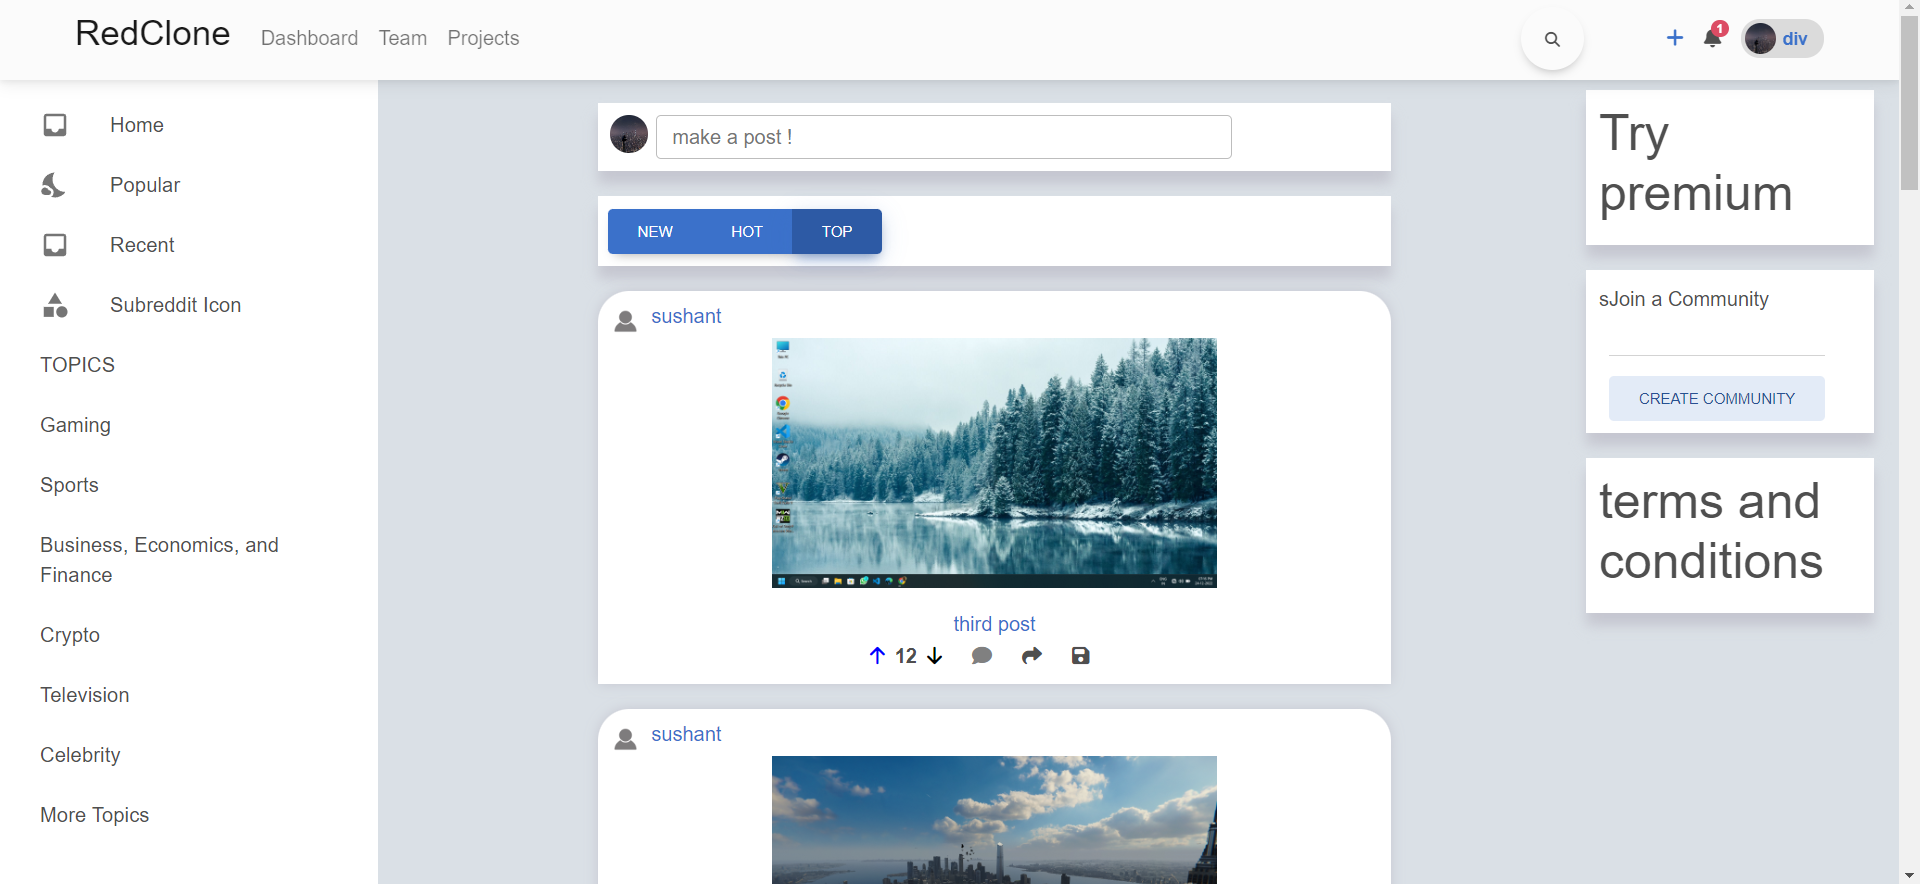 RedClone
Dashboard Team Projects
1
div
Home
Popular
Recent
Subreddit Icon
TOPICS
Gaming
Sports
Business, Economics, and
Finance
Crypto
Television
Celebrity
More Topics
make a post !
NEW HOT TOP
sushant
third post
12
sushant
Try
premium
sJoin a Community
CREATE COMMUNITY
terms and
conditions